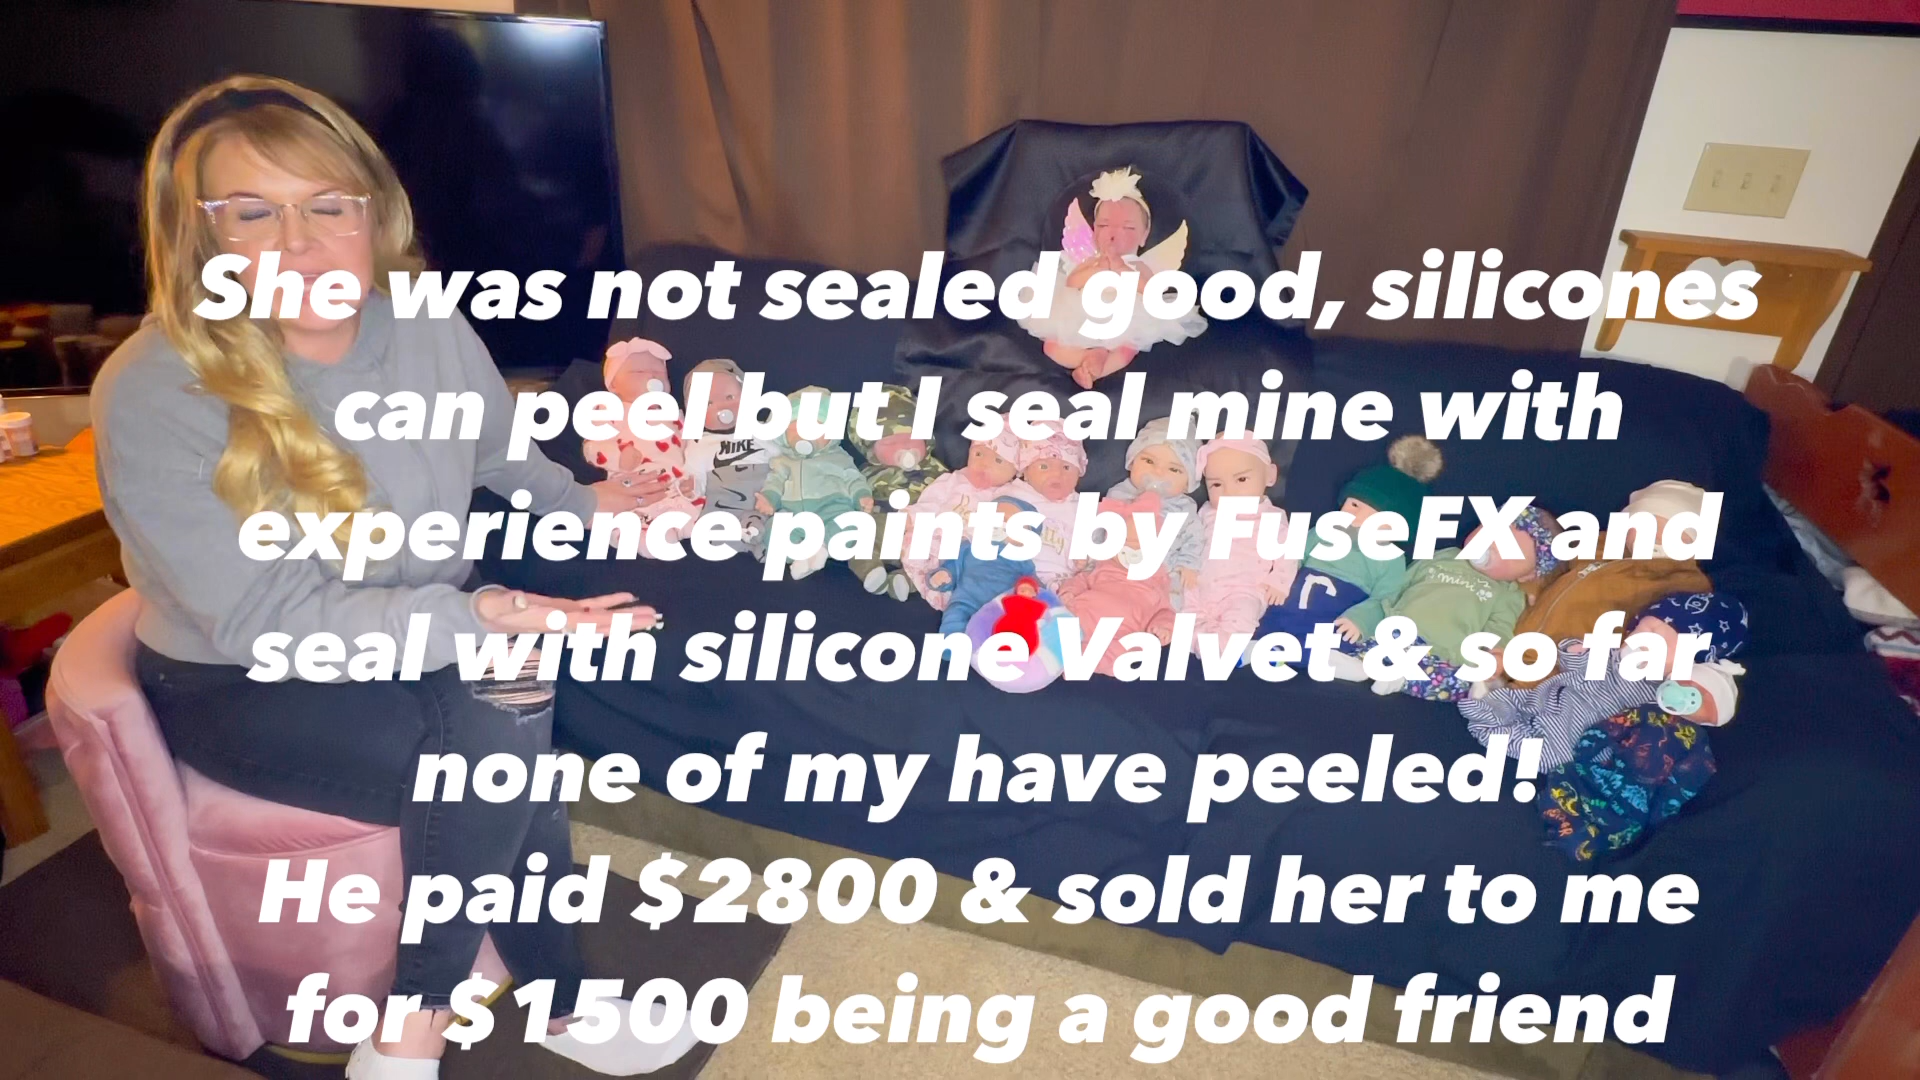 She was not sealed good, silicones
can peel but I seal mine with
experience paints by FuseFX and
seal with silicone Valvet & so far
none of my have peeled!
He paid $2800 & sold her to me
for $1500 being a good friend
NIKE
mini